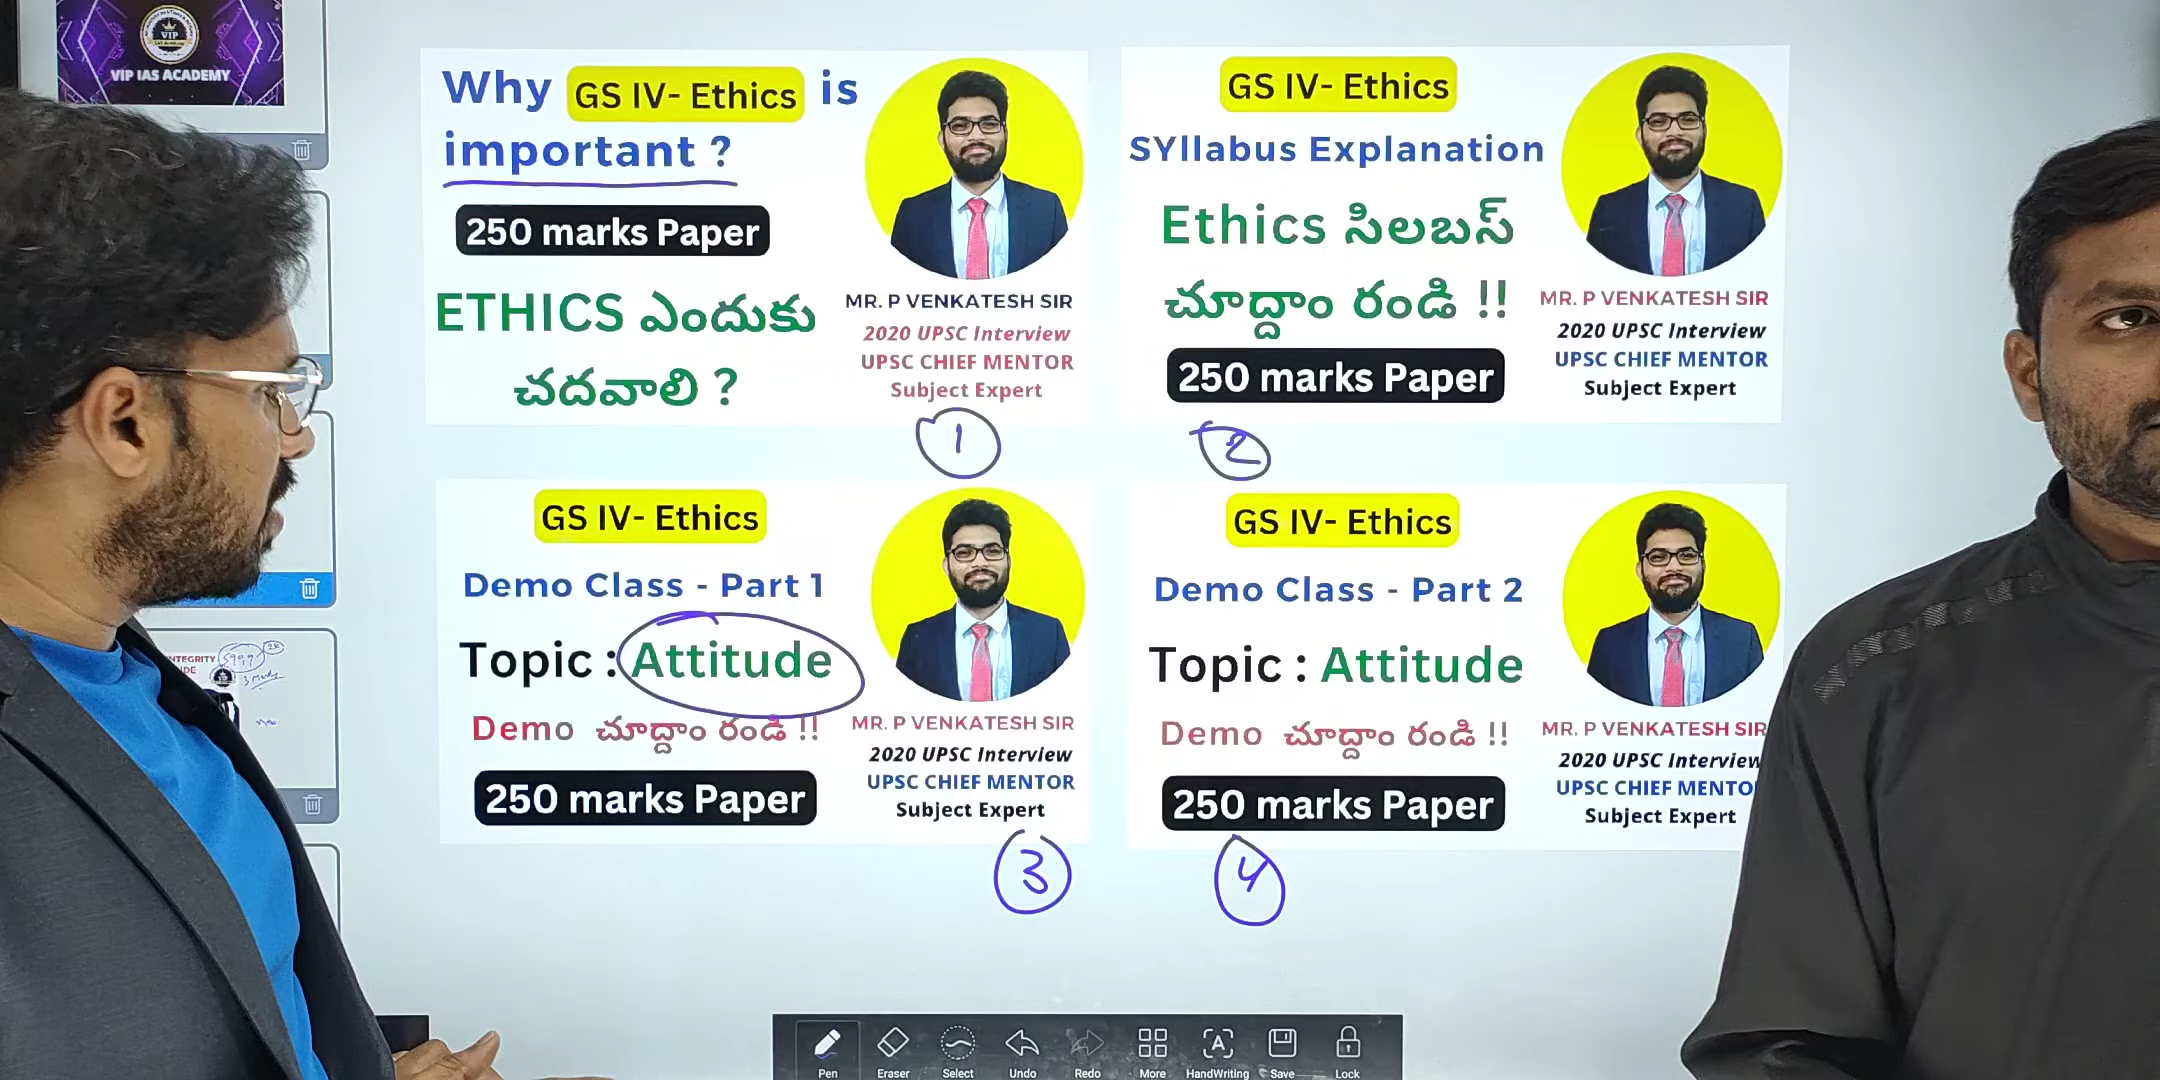 VIP
VIP IAS ACADEMY
Why GS IV- Ethics is
important ?
250 marks Paper
ETHICS ఎందుకు
చదవాలి ?
MR. P VENKATESH SIR
2020 UPSC Interview
UPSC CHIEF MENTOR
Subject Expert
1
GS IV- Ethics
SYllabus Explanation
Ethics సిలబస్
చూద్దాం రండి !!
250 marks Paper
MR. P VENKATESH SIR
2020 UPSC Interview
UPSC CHIEF MENTOR
Subject Expert
2
GS IV- Ethics
Demo Class - Part 1
Topic : Attitude
Demo చూద్దాం రండి !!
250 marks Paper
MR. P VENKATESH SIR
2020 UPSC Interview
UPSC CHIEF MENTOR
Subject Expert
3
GS IV- Ethics
Demo Class - Part 2
Topic : Attitude
Demo చూద్దాం రండి !!
250 marks Paper
MR. P VENKATESH SIR
2020 UPSC Interview
UPSC CHIEF MENTO
Subject Expert
4
NTEGRITY
Pen Eraser Select Undo Redo More HandWriting Save Lock